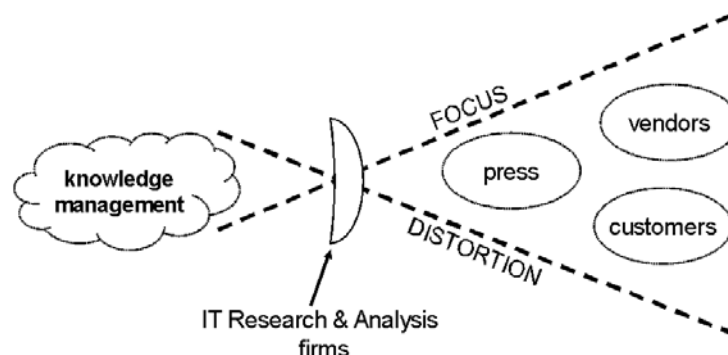 FOCUS
vendors
knowledge
management
press
customers
DISTORTION
IT Research & Analysis
firms